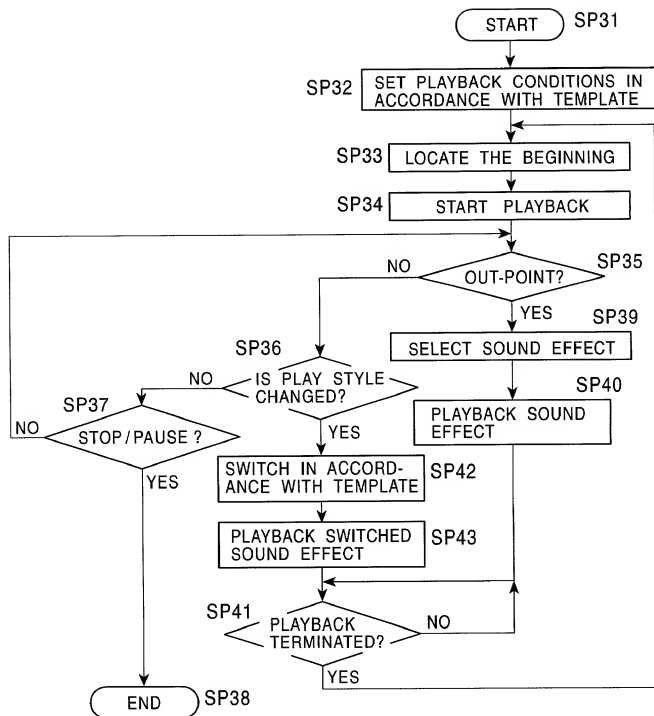 START SP31
SP32 SET PLAYBACK CONDITIONS IN
ACCORDANCE WITH TEMPLATE
SP33 LOCATE THE BEGINNING
SP34 START PLAYBACK
SP35
NO OUT-POINT?
YES
SP39
SELECT SOUND EFFECT
SP36
SP40
NO IS PLAY STYLE
CHANGED?
PLAYBACK SOUND
EFFECT
SP37
NO STOP/PAUSE ?
YES
YES
SWITCH IN ACCORD-
ANCE WITH TEMPLATE
SP42
PLAYBACK SWITCHED
SOUND EFFECT
SP43
SP41
PLAYBACK
TERMINATED?
NO
YES
END SP38